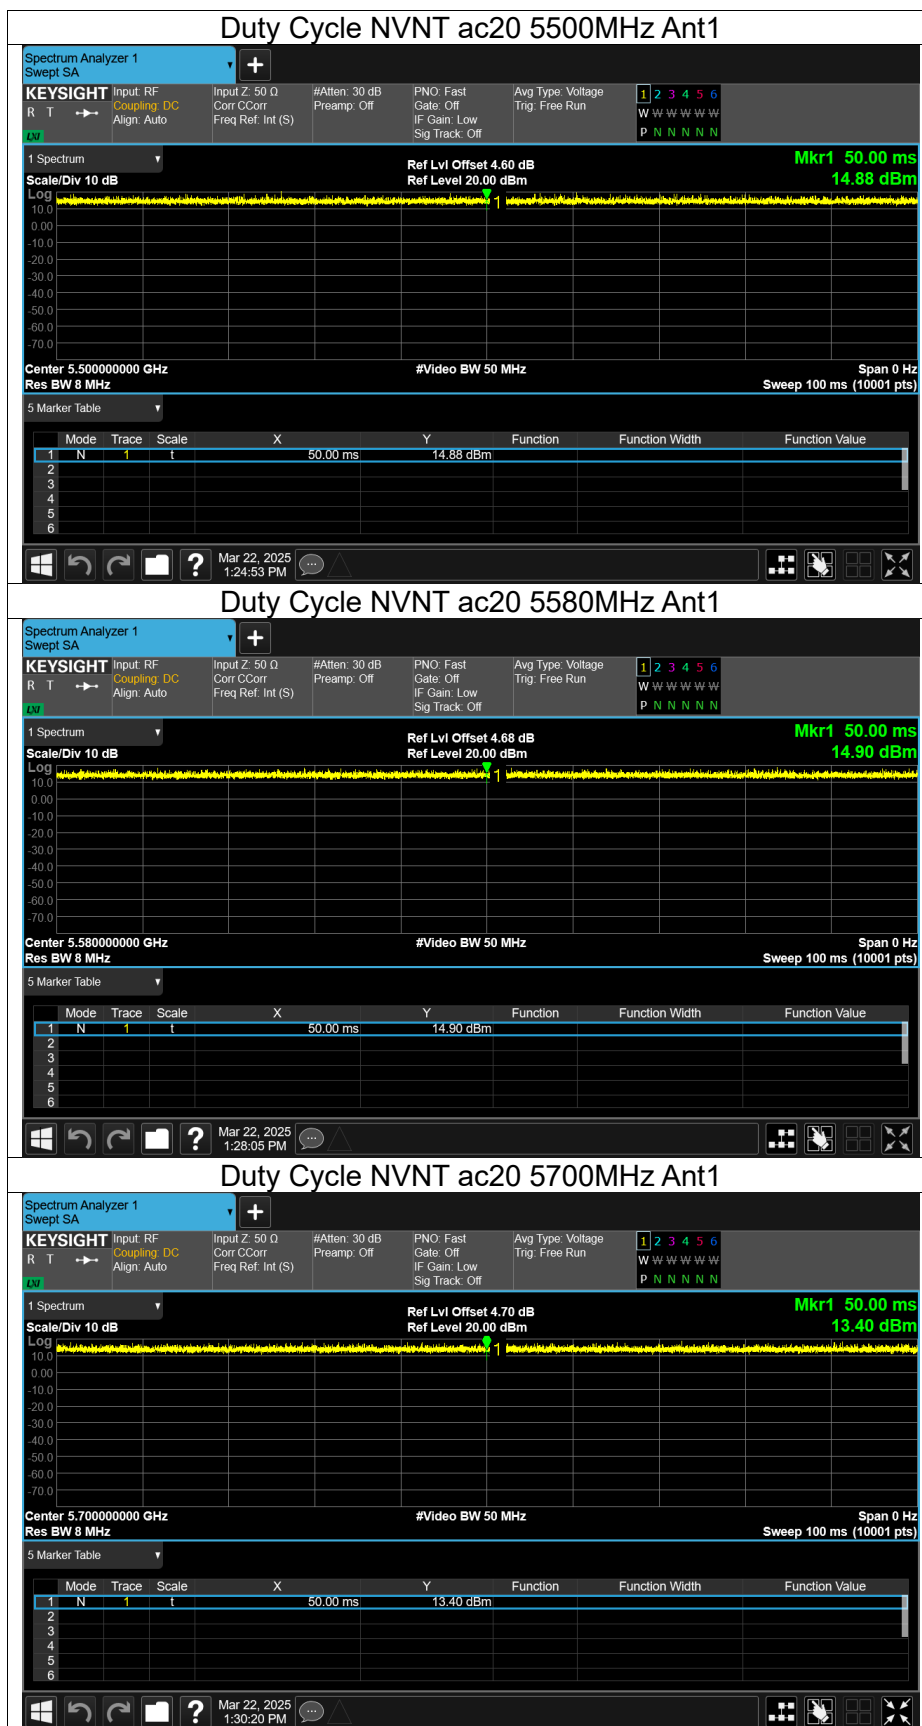 Duty Cycle NVNT ac20 5500MHz Ant1
Spectrum Analyzer 1
Swept SA
KEYSIGHT Input: RF Input Z: 50 Ω #Atten: 30 dB PNO: Fast Avg Type: Voltage 1 2 3 4 5 6
R T Coupling: DC Corr CCorr Preamp: Off Gate: Off Trig: Free Run W W W W W W
Align: Auto Freq Ref: Int (S) IF Gain: Low
LXI Sig Track: Off P N N N N N
1 Spectrum Ref Lvl Offset 4.60 dB Mkr1 50.00 ms
Scale/Div 10 dB Ref Level 20.00 dBm 14.88 dBm
Log
1
10.0
0.00
-10.0
-20.0
-30.0
-40.0
-50.0
-60.0
-70.0
Center 5.500000000 GHz #Video BW 50 MHz Span 0 Hz
Res BW 8 MHz Sweep 100 ms (10001 pts)
5 Marker Table
Mode Trace Scale X Y Function Function Width Function Value
1 N 1 t 50.00 ms 14.88 dBm
2
3
4
5
6
? Mar 22, 2025
1:24:53 PM
Duty Cycle NVNT ac20 5580MHz Ant1
Spectrum Analyzer 1
Swept SA
KEYSIGHT Input: RF Input Z: 50 Ω #Atten: 30 dB PNO: Fast Avg Type: Voltage 1 2 3 4 5 6
R T Coupling: DC Corr CCorr Preamp: Off Gate: Off Trig: Free Run W W W W W W
Align: Auto Freq Ref: Int (S) IF Gain: Low
LXI Sig Track: Off P N N N N N
1 Spectrum Ref Lvl Offset 4.68 dB Mkr1 50.00 ms
Scale/Div 10 dB Ref Level 20.00 dBm 14.90 dBm
Log
1
10.0
0.00
-10.0
-20.0
-30.0
-40.0
-50.0
-60.0
-70.0
Center 5.580000000 GHz #Video BW 50 MHz Span 0 Hz
Res BW 8 MHz Sweep 100 ms (10001 pts)
5 Marker Table
Mode Trace Scale X Y Function Function Width Function Value
1 N 1 t 50.00 ms 14.90 dBm
2
3
4
5
6
? Mar 22, 2025
1:28:05 PM
Duty Cycle NVNT ac20 5700MHz Ant1
Spectrum Analyzer 1
Swept SA
KEYSIGHT Input: RF Input Z: 50 Ω #Atten: 30 dB PNO: Fast Avg Type: Voltage 1 2 3 4 5 6
R T Coupling: DC Corr CCorr Preamp: Off Gate: Off Trig: Free Run W W W W W W
Align: Auto Freq Ref: Int (S) IF Gain: Low
LXI Sig Track: Off P N N N N N
1 Spectrum Ref Lvl Offset 4.70 dB Mkr1 50.00 ms
Scale/Div 10 dB Ref Level 20.00 dBm 13.40 dBm
Log
1
10.0
0.00
-10.0
-20.0
-30.0
-40.0
-50.0
-60.0
-70.0
Center 5.700000000 GHz #Video BW 50 MHz Span 0 Hz
Res BW 8 MHz Sweep 100 ms (10001 pts)
5 Marker Table
Mode Trace Scale X Y Function Function Width Function Value
1 N 1 t 50.00 ms 13.40 dBm
2
3
4
5
6
? Mar 22, 2025
1:30:20 PM